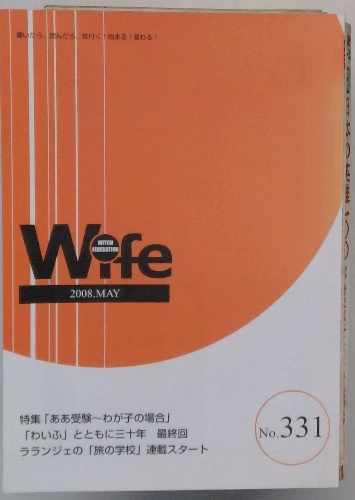 書いたら、読んだら、気付く!始まる!変わる!
Wife
WITCH
FEDERATION
2008.MAY
特集「ああ受験～わが子の場合」
「わいふ」とともに三十年 最終回
ラランジェの「旅の学校」連載スタート
No.331